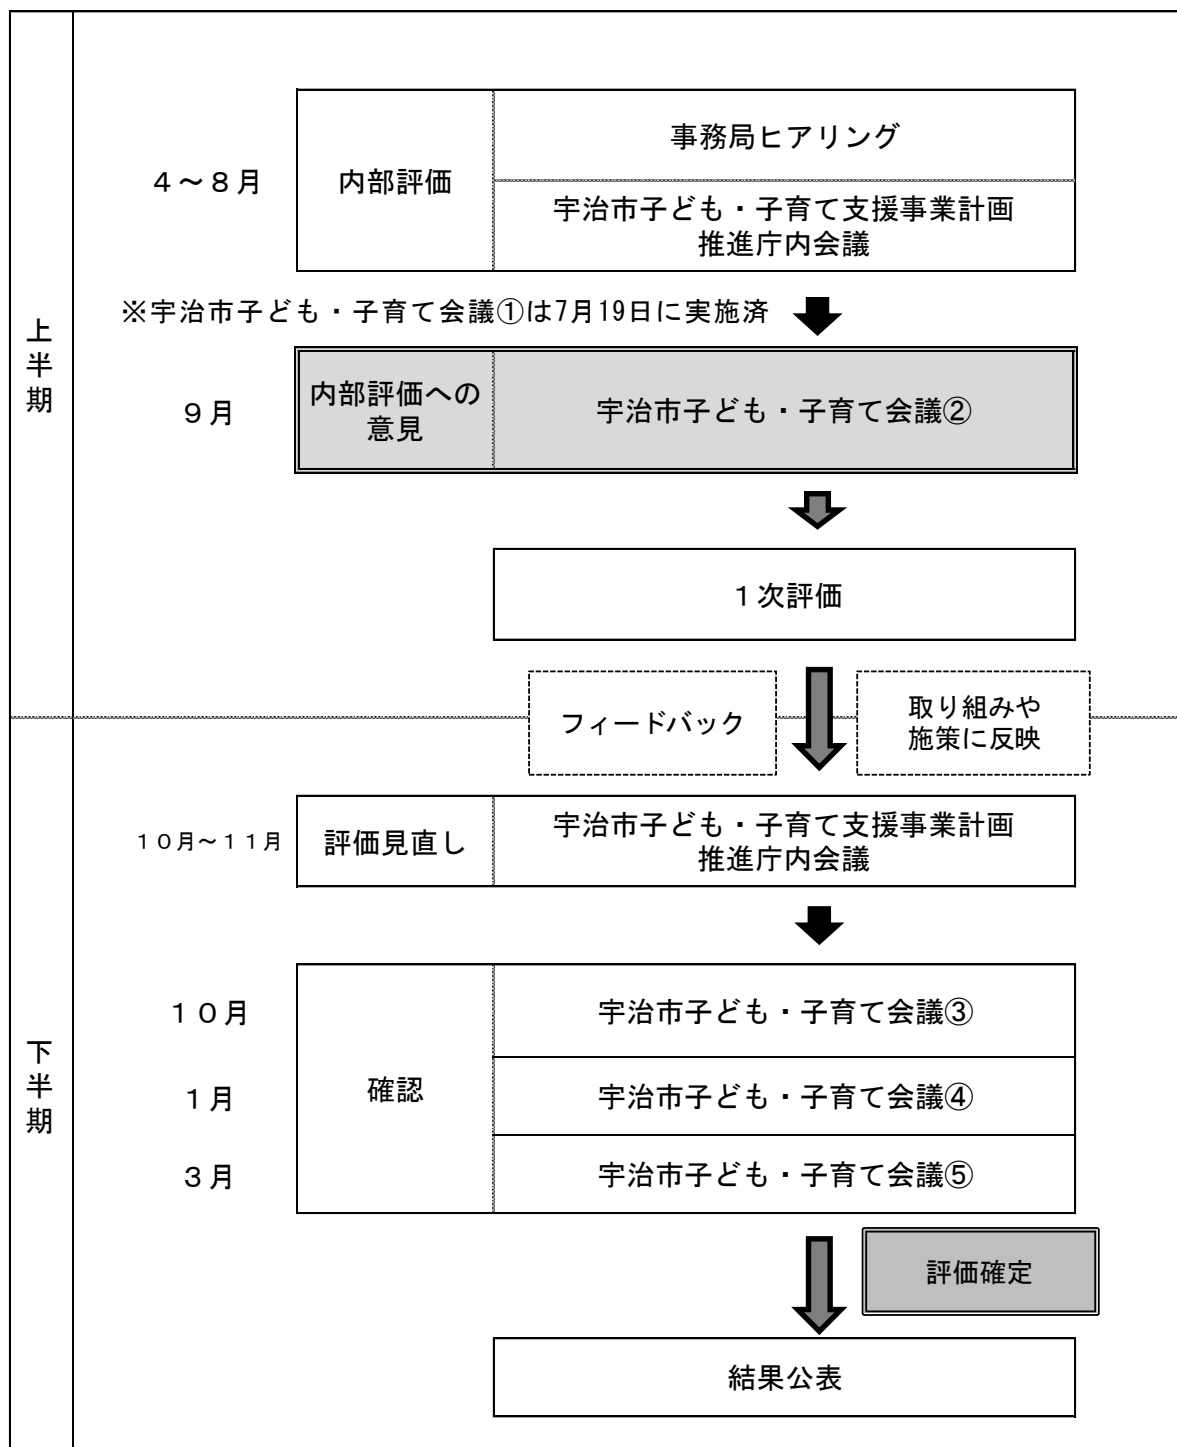 上半期
４～８月
内部評価
事務局ヒアリング
宇治市子ども・子育て支援事業計画
推進庁内会議
※宇治市子ども・子育て会議①は7月19日に実施済
９月
内部評価への
意見
宇治市子ども・子育て会議②
１次評価
フィードバック
取り組みや
施策に反映
下半期
１０月～１１月
評価見直し
宇治市子ども・子育て支援事業計画
推進庁内会議
１０月
確認
宇治市子ども・子育て会議③
１月
宇治市子ども・子育て会議④
３月
宇治市子ども・子育て会議⑤
評価確定
結果公表